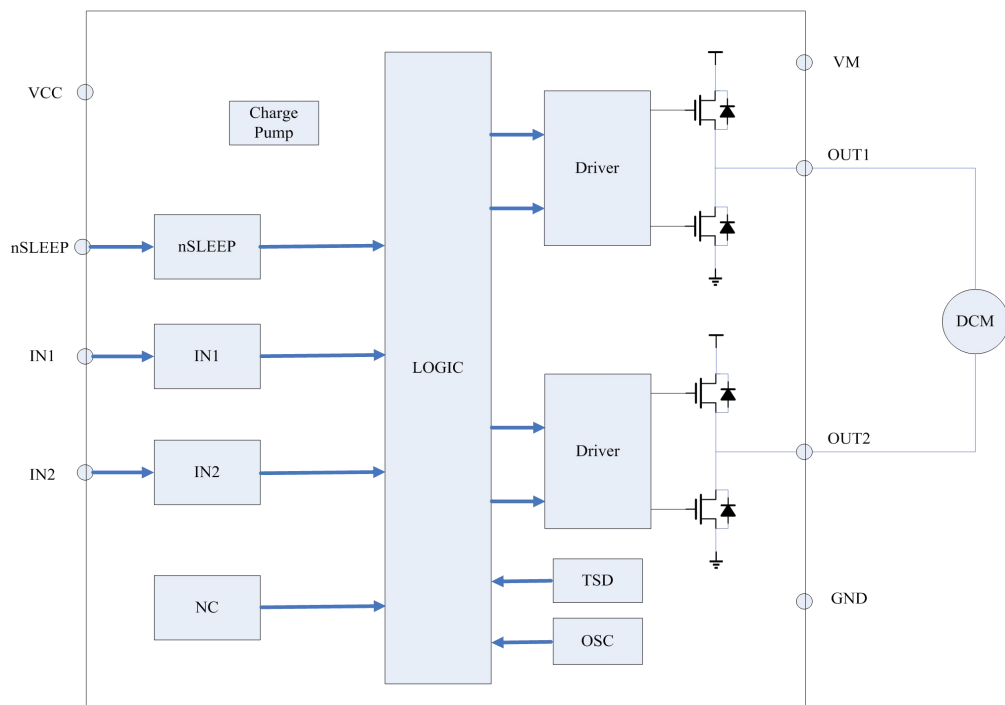 VM
VCC
Charge
Pump
Driver
OUT1
nSLEEP
nSLEEP
DCM
IN1
IN1
LOGIC
OUT2
Driver
IN2
IN2
TSD
GND
NC
OSC